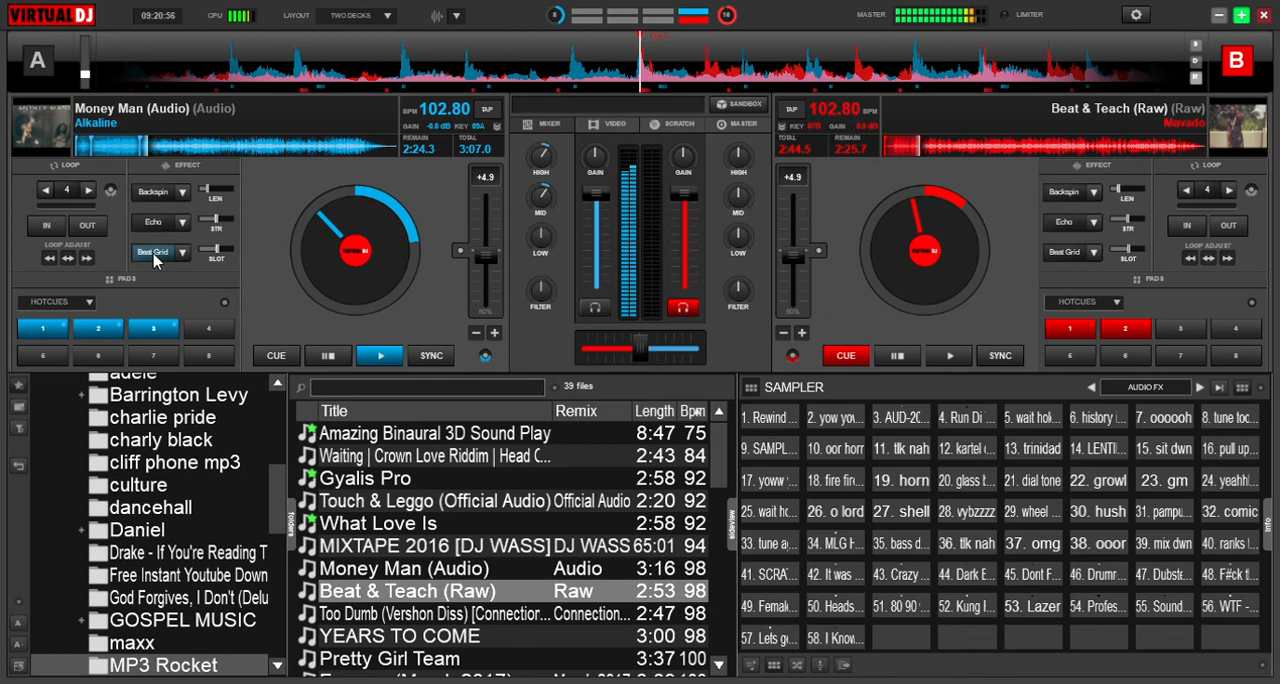 VIRTUAL DJ
09:20:56
CPU
LAYOUT
TWO DECKS
MASTER
LIMITER
A
S
D
R
B
Money Man (Audio) (Audio)
Alkaline
BPM 102.80 TAP
GAIN -0.0 dB KEY 09A
REMAIN TOTAL
2:24.3 3:07.0
SANDBOX
MIXER VIDEO SCRATCH MASTER
TAP 102.80 BPM
KEY 07B GAIN 0.0 dB
TOTAL REMAIN
2:44.5 2:25.7
Beat & Teach (Raw) (Raw)
Mavado
LOOP
4
IN OUT
LOOP ADJUST
EFFECT
Backspin LEN
Echo STR
Beat Grid SLOT
PADS
HOTCUES
1 2 3 4
5 6 7 8
+4.9
CUE SYNC
GAIN GAIN
HIGH HIGH
MID MID
LOW LOW
FILTER FILTER
+4.9
CUE SYNC
EFFECT
Backspin LEN
Echo STR
Beat Grid SLOT
LOOP
4
IN OUT
LOOP ADJUST
PADS
HOTCUES
1 2 3 4
5 6 7 8
adele
Barrington Levy
charlie pride
charly black
cliff phone mp3
culture
dancehall
Daniel
Drake - If You're Reading T
Free Instant Youtube Down
God Forgives, I Don't (Delu
GOSPEL MUSIC
maxx
MP3 Rocket
folders
39 files
Title Remix Length Bpm
Amazing Binaural 3D Sound Play 8:47 75
Waiting | Crown Love Riddim | Head C... 2:43 84
Gyalis Pro 2:58 92
Touch & Leggo (Official Audio) Official Audio 2:20 92
What Love Is 2:58 92
MIXTAPE 2016 [DJ WASS] DJ WASS 65:01 94
Money Man (Audio) Audio 3:16 98
Beat & Teach (Raw) Raw 2:53 98
Too Dumb (Vershon Diss) [Connection... Connection... 2:47 98
YEARS TO COME 3:00 98
Pretty Girl Team 3:37 100
sideview
SAMPLER
AUDIO FX
1. Rewind... 2. yow you... 3. AUD-20... 4. Run Di ... 5. wait hol... 6. history i... 7. oooooh 8. tune too...
9. SAMPL... 10. oor horr 11. tlk nah 12. kartel c... 13. trinidad 14. LENTI... 15. sit dwn 16. pull up...
17. yoww ... 18. fire fir... 19. horn 20. glass t... 21. dial tone 22. growl 23. gm 24. yeahh...
25. wait ho... 26. o lord 27. shell 28. vybzzzz 29. wheel ... 30. hush 31. pampu... 32. comic
33. tune a... 34. MLG H... 35. bass d... 36. tlk nah 37. omg 38. ooor 39. mix dwn 40. ranks t...
41. SCRA... 42. It was ... 43. Crazy ... 44. Dark E... 45. Dont F... 46. Drumr... 47. Dubste... 48. F#ck t...
49. Femal... 50. Heads... 51. 80 90 ... 52. Kung f... 53. Lazer 54. Profes... 55. Sound... 56. WTF -...
57. Lets g... 58. I Know...
info